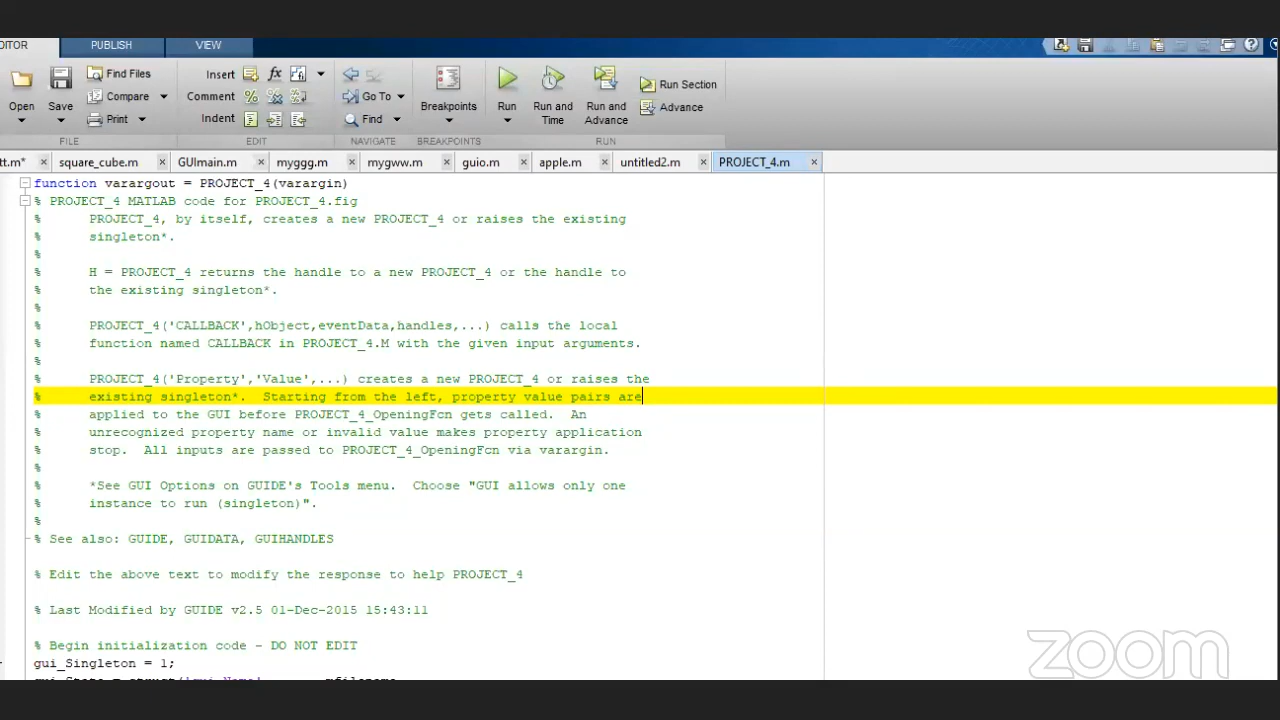 ITOR PUBLISH VIEW
Find Files Insert fx
Compare Comment Go To Run Section
Advance
Print Indent Find
Open Save Breakpoints Run Run and Time Run and Advance
FILE EDIT NAVIGATE BREAKPOINTS RUN
tt.m* square_cube.m GUImain.m myggg.m mygww.m guio.m apple.m untitled2.m PROJECT_4.m
function varargout = PROJECT_4(varargin)
% PROJECT_4 MATLAB code for PROJECT_4.fig
% PROJECT_4, by itself, creates a new PROJECT_4 or raises the existing
% singleton*.
%
% H = PROJECT_4 returns the handle to a new PROJECT_4 or the handle to
% the existing singleton*.
%
% PROJECT_4('CALLBACK',hObject,eventData,handles,...) calls the local
% function named CALLBACK in PROJECT_4.M with the given input arguments.
%
% PROJECT_4('Property','Value',...) creates a new PROJECT_4 or raises the
% existing singleton*. Starting from the left, property value pairs are
% applied to the GUI before PROJECT_4_OpeningFcn gets called. An
% unrecognized property name or invalid value makes property application
% stop. All inputs are passed to PROJECT_4_OpeningFcn via varargin.
%
% *See GUI Options on GUIDE's Tools menu. Choose "GUI allows only one
% instance to run (singleton)".
%
% See also: GUIDE, GUIDATA, GUIHANDLES
% Edit the above text to modify the response to help PROJECT_4
% Last Modified by GUIDE v2.5 01-Dec-2015 15:43:11
% Begin initialization code - DO NOT EDIT
gui_Singleton = 1;
zoom